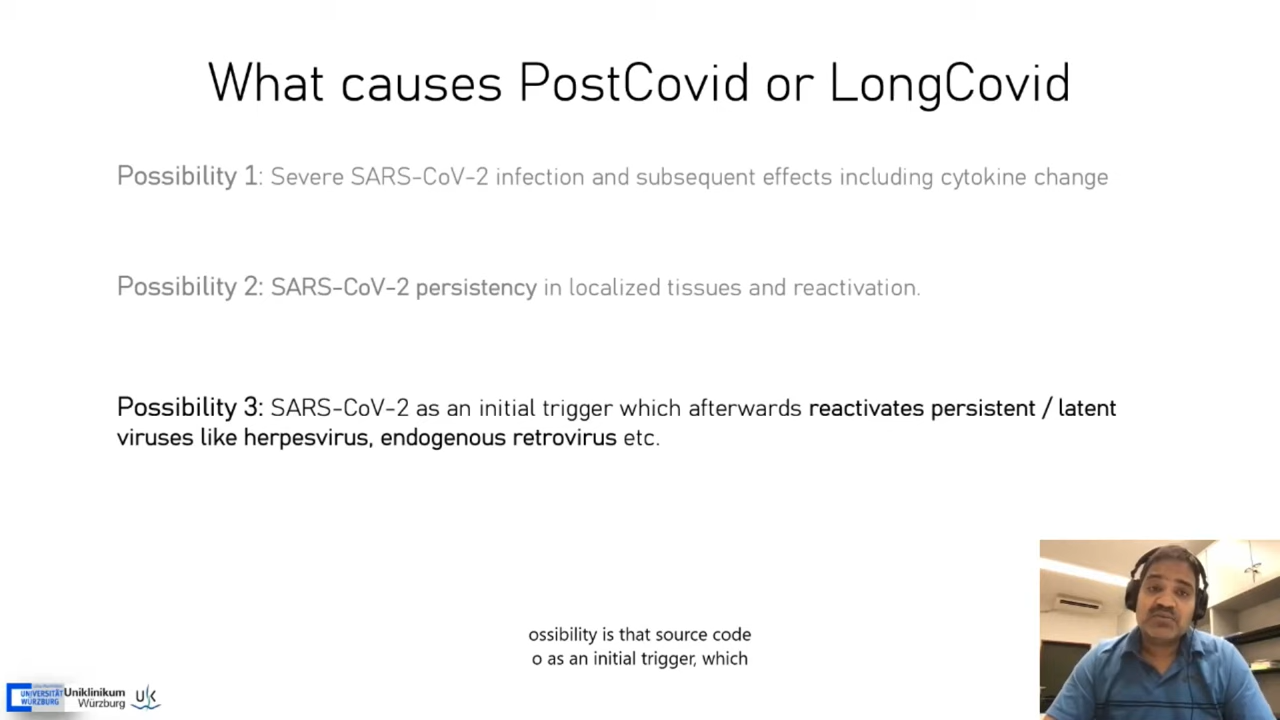 What causes PostCovid or LongCovid
Possibility 1: Severe SARS-CoV-2 infection and subsequent effects including cytokine change
Possibility 2: SARS-CoV-2 persistency in localized tissues and reactivation.
Possibility 3: SARS-CoV-2 as an initial trigger which afterwards reactivates persistent / latent
viruses like herpesvirus, endogenous retrovirus etc.
ossibility is that source code
o as an initial trigger, which
UNIVERSITÄT
WÜRZBURG
Uniklinikum
Würzburg
UK